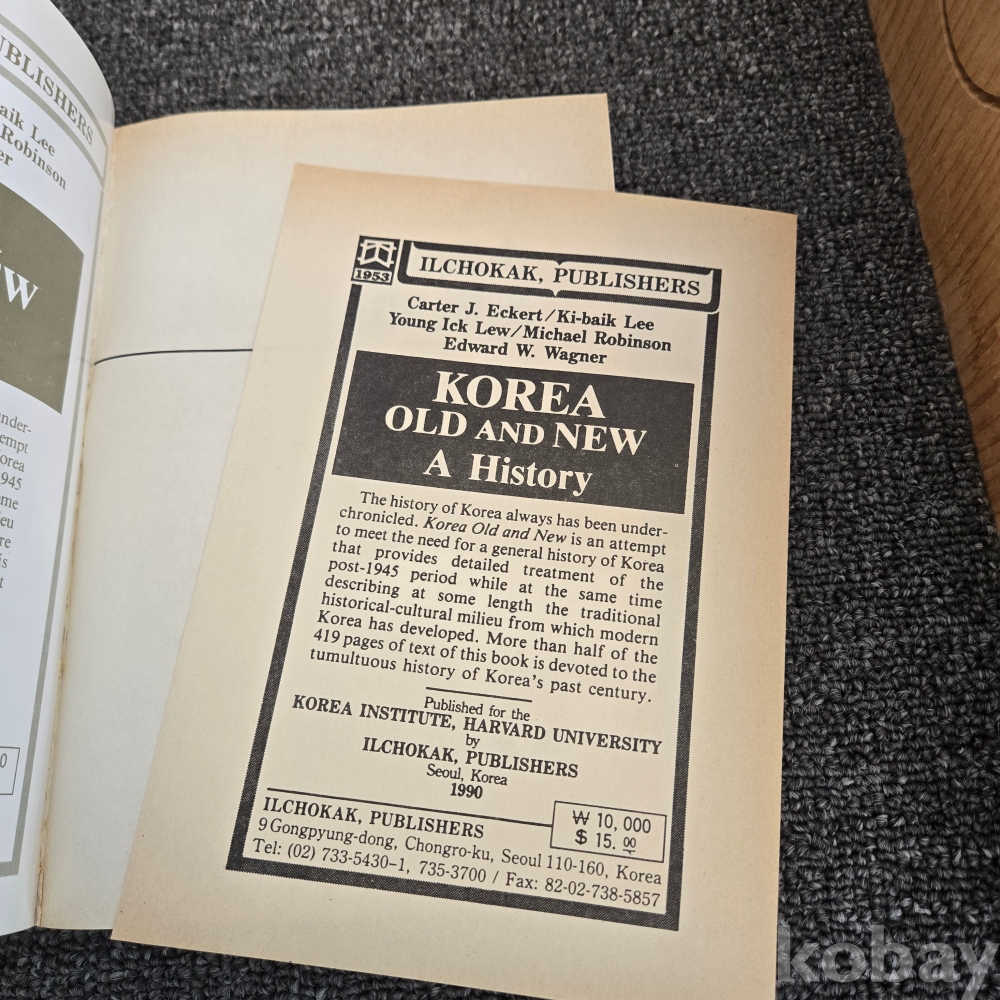 PUBLISHERS
aik Lee
Robinson
er
EW
under-
empt
orea
945
me
eu
re
is
t
0
1953
ILCHOKAK, PUBLISHERS
Carter J. Eckert/Ki-baik Lee
Young Ick Lew/Michael Robinson
Edward W. Wagner
KOREA
OLD AND NEW
A History
The history of Korea always has been under-
chronicled. Korea Old and New is an attempt
to meet the need for a general history of Korea
that provides detailed treatment of the
post-1945 period while at the same time
describing at some length the traditional
historical-cultural milieu from which modern
Korea has developed. More than half of the
419 pages of text of this book is devoted to the
tumultuous history of Korea's past century.
Published for the
KOREA INSTITUTE, HARVARD UNIVERSITY
by
ILCHOKAK, PUBLISHERS
Seoul, Korea
1990
₩ 10,000
$ 15.00
ILCHOKAK, PUBLISHERS
9 Gongpyung-dong, Chongro-ku, Seoul 110-160, Korea
Tel: (02) 733-5430-1, 735-3700 / Fax: 82-02-738-5857
kobay